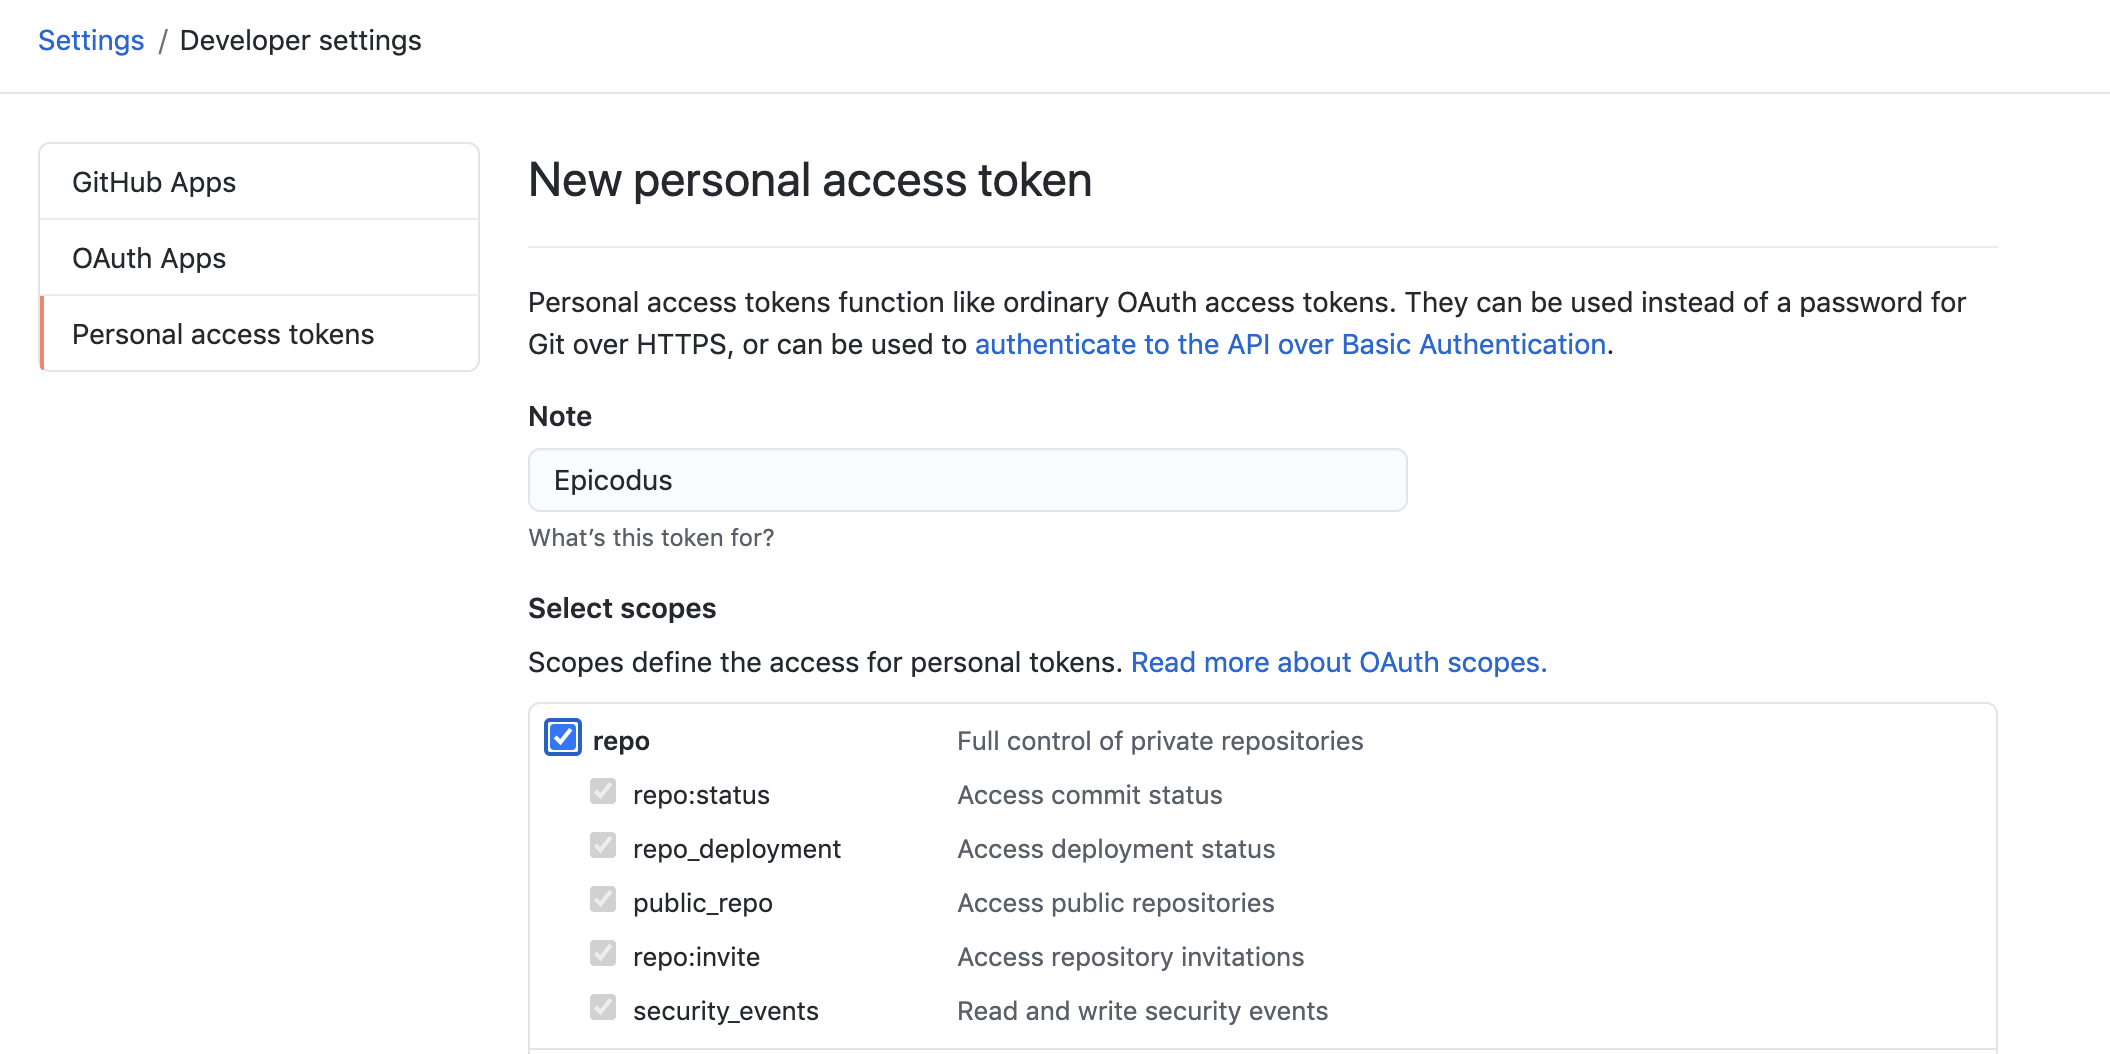 Settings / Developer settings
GitHub Apps
OAuth Apps
Personal access tokens
New personal access token
Personal access tokens function like ordinary OAuth access tokens. They can be used instead of a password for
Git over HTTPS, or can be used to authenticate to the API over Basic Authentication.
Note
Epicodus
What’s this token for?
Select scopes
Scopes define the access for personal tokens. Read more about OAuth scopes.
repo Full control of private repositories
repo:status Access commit status
repo_deployment Access deployment status
public_repo Access public repositories
repo:invite Access repository invitations
security_events Read and write security events